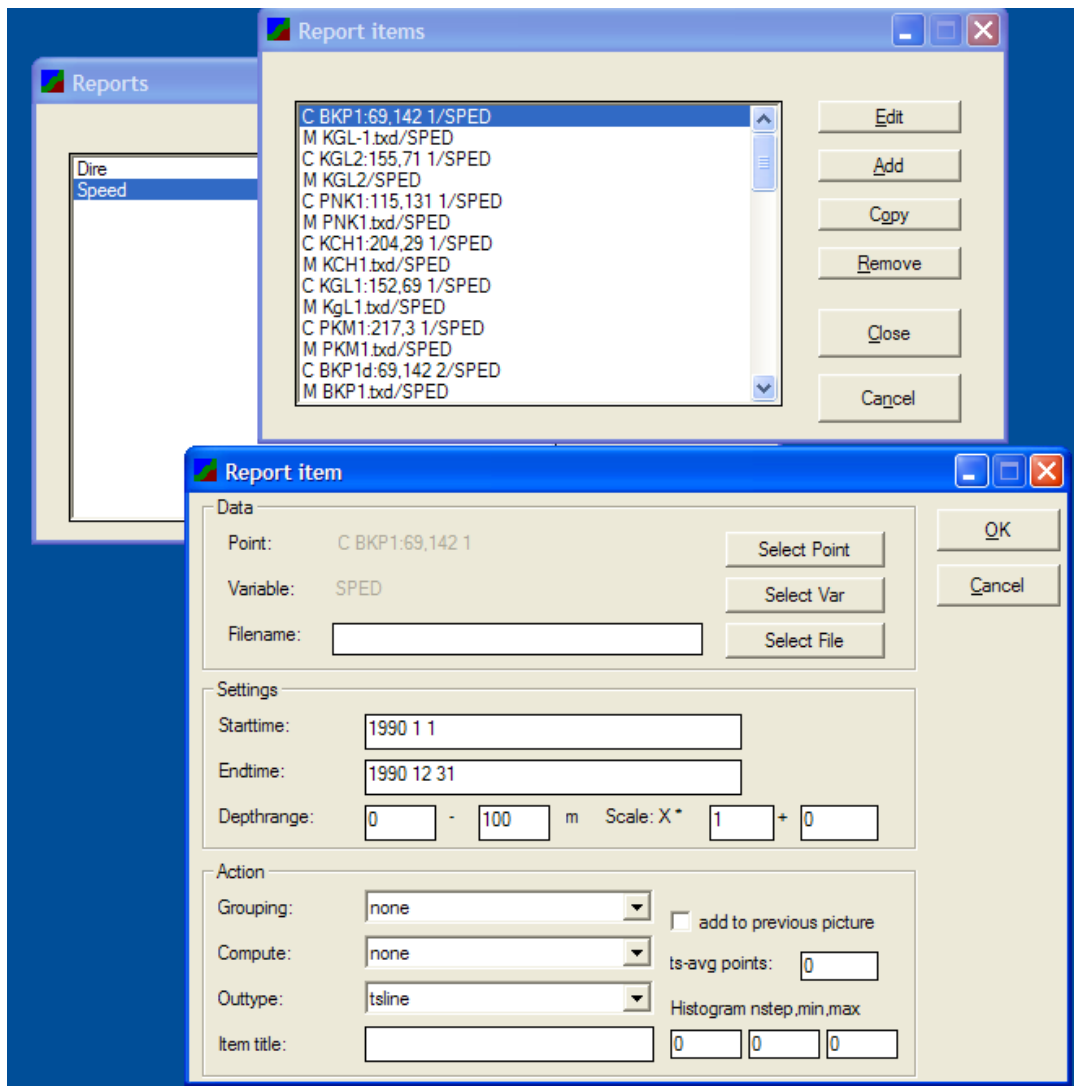 Report items
Reports
Dire
Speed
C BKP1:69,142 1/SPED
M KGL-1.txd/SPED
C KGL2:155,71 1/SPED
M KGL2/SPED
C PNK1:115,131 1/SPED
M PNK1.txd/SPED
C KCH1:204,29 1/SPED
M KCH1.txd/SPED
C KGL1:152,69 1/SPED
M KgL1.txd/SPED
C PKM1:217,3 1/SPED
M PKM1.txd/SPED
C BKP1d:69,142 2/SPED
M BKP1.txd/SPED
Edit
Add
Copy
Remove
Close
Cancel
Report item
Data
Point: C BKP1:69,142 1 Select Point
Variable: SPED Select Var
Filename: Select File
OK
Cancel
Settings
Starttime: 1990 1 1
Endtime: 1990 12 31
Depthrange: 0 - 100 m Scale: X * 1 + 0
Action
Grouping: none
add to previous picture
Compute: none
ts-avg points: 0
Outtype: tsline
Histogram nstep,min,max
Item title:
0 0 0